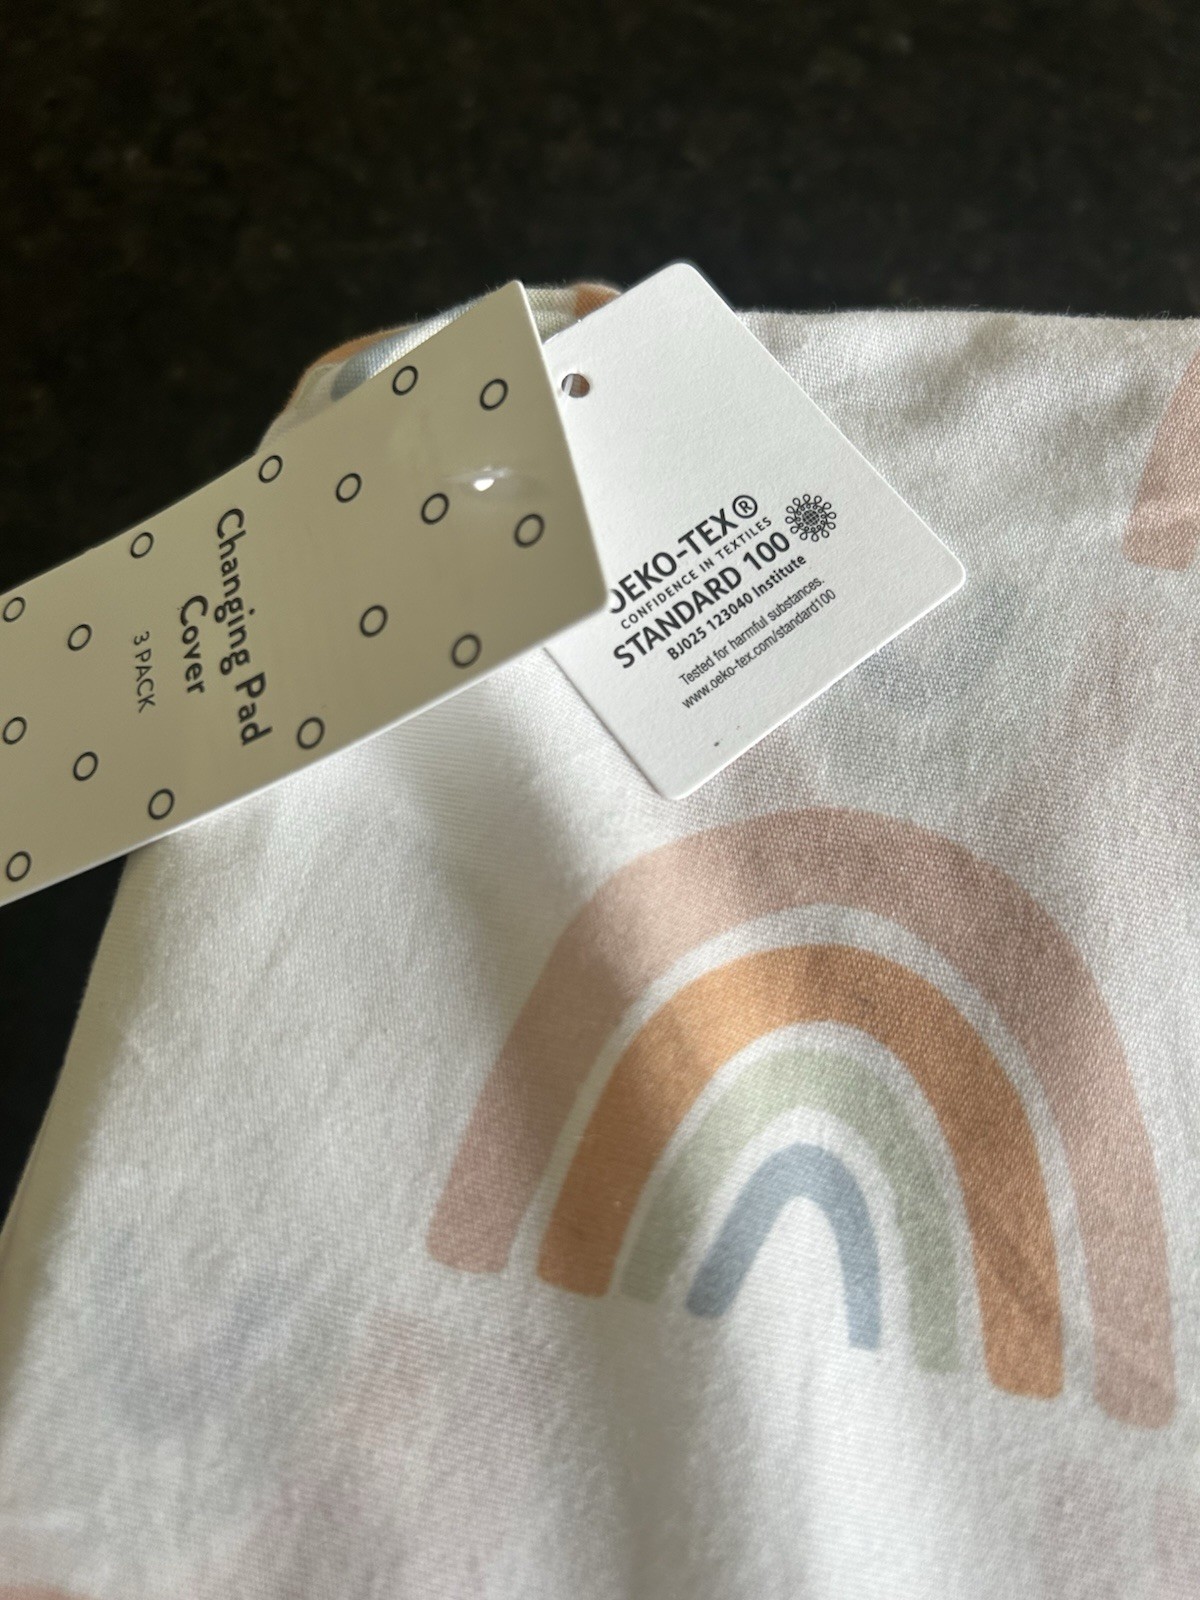 Changing Pad
Cover
3 PACK
OEKO-TEX®
CONFIDENCE IN TEXTILES
STANDARD 100
BJ025 123040 Institute
Tested for harmful substances.
www.oeko-tex.com/standard100